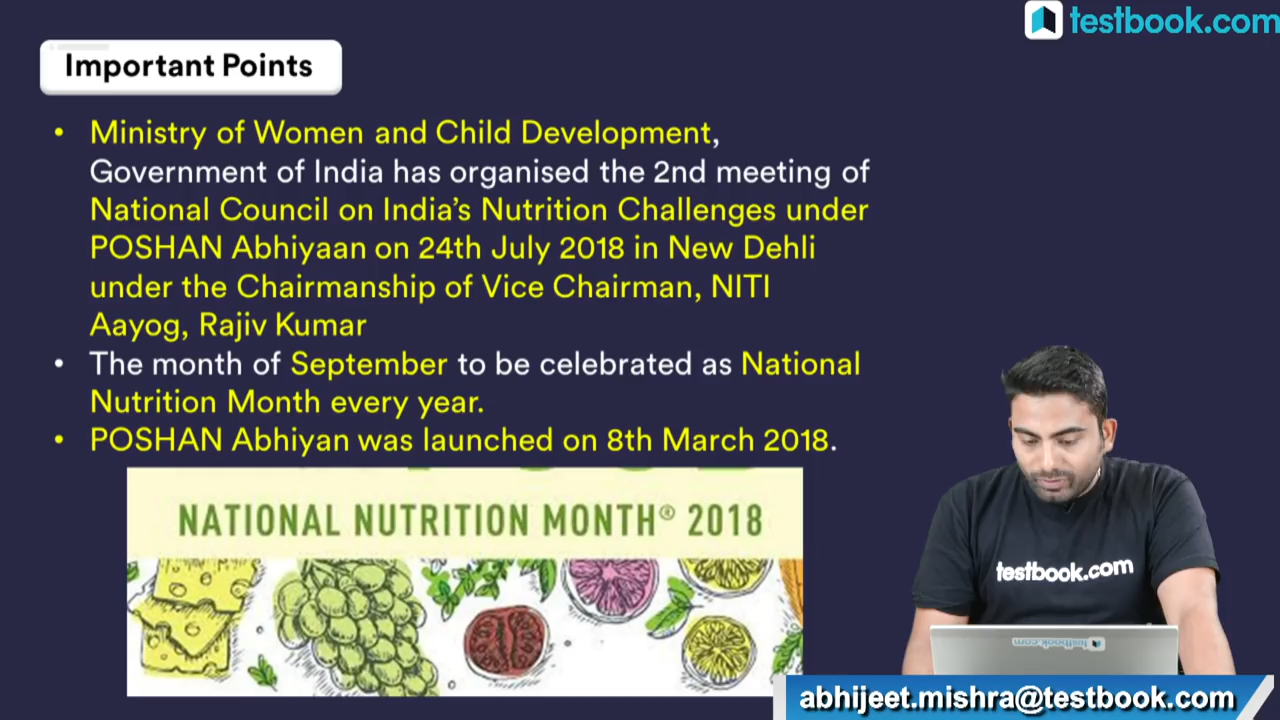 testbook.com
Important Points
• Ministry of Women and Child Development,
Government of India has organised the 2nd meeting of
National Council on India's Nutrition Challenges under
POSHAN Abhiyaan on 24th July 2018 in New Dehli
under the Chairmanship of Vice Chairman, NITI
Aayog, Rajiv Kumar
• The month of September to be celebrated as National
Nutrition Month every year.
• POSHAN Abhiyan was launched on 8th March 2018.
NATIONAL NUTRITION MONTH® 2018
testbook.com
testbook.com
abhijeet.mishra@testbook.com